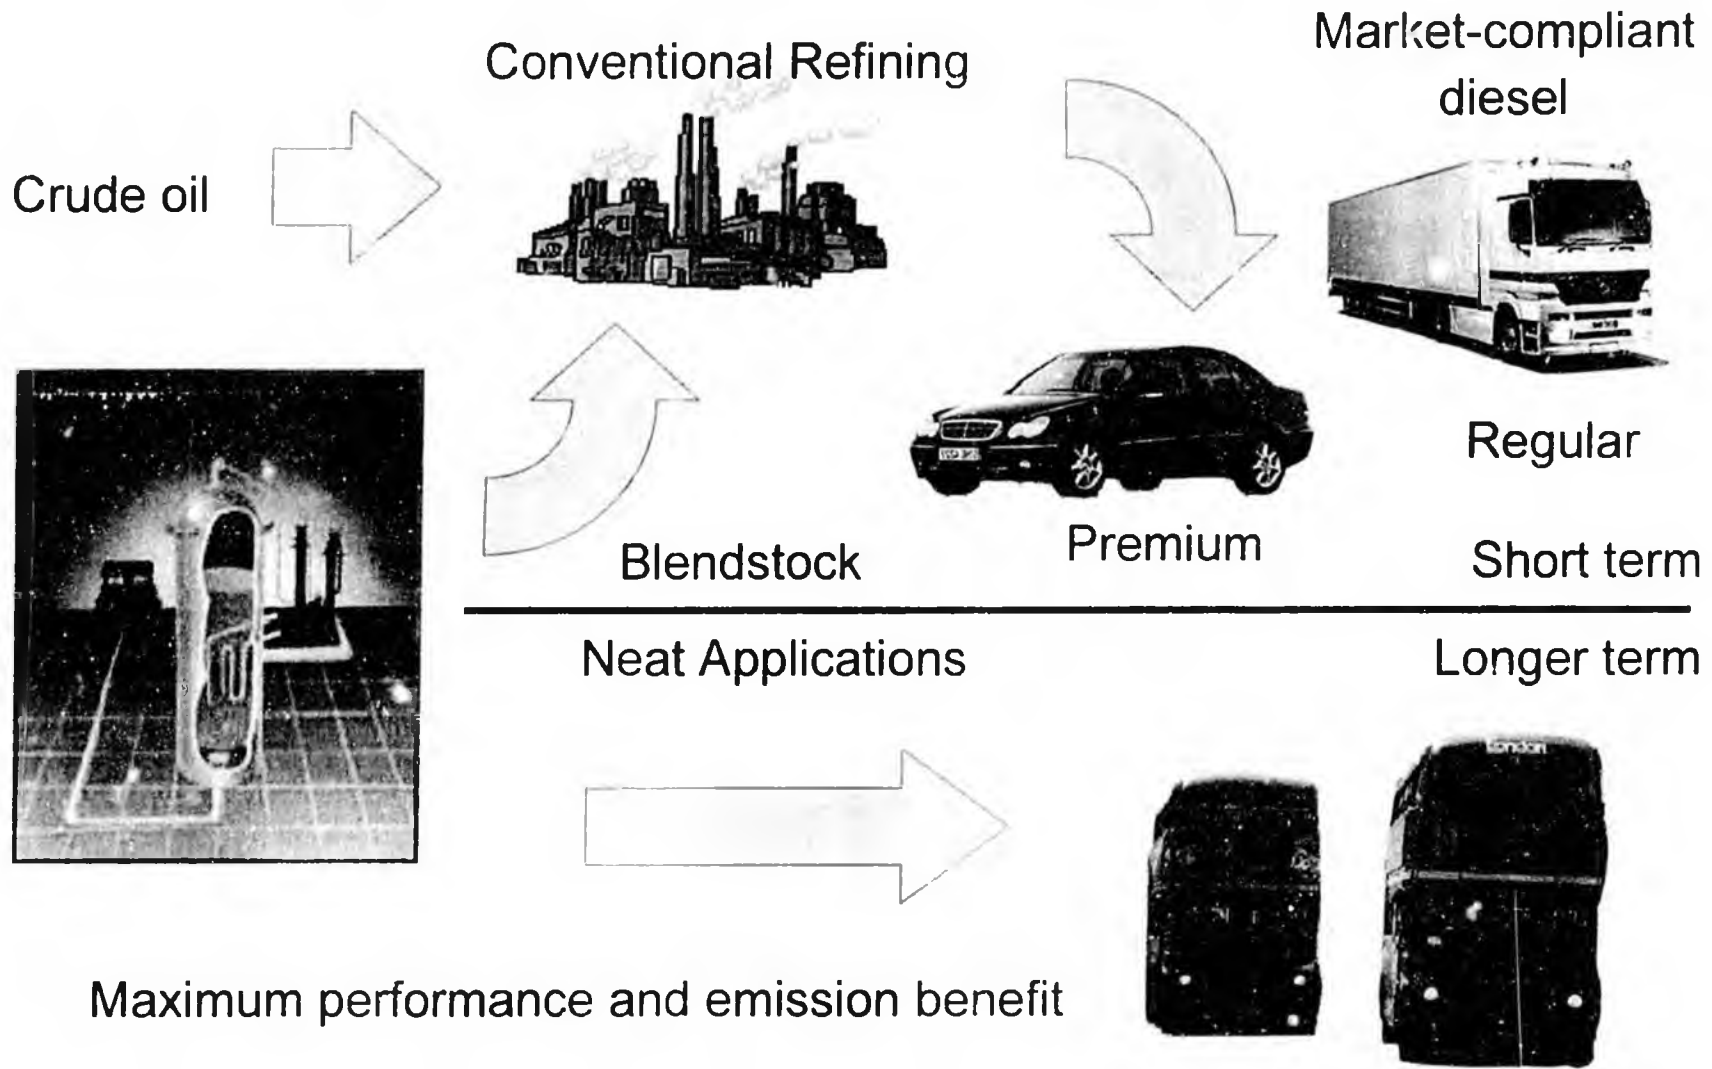 Conventional Refining
Market-compliant
diesel
Crude oil
Regular
Premium
Blendstock
Short term
Neat Applications
Longer term
London
Maximum performance and emission benefit